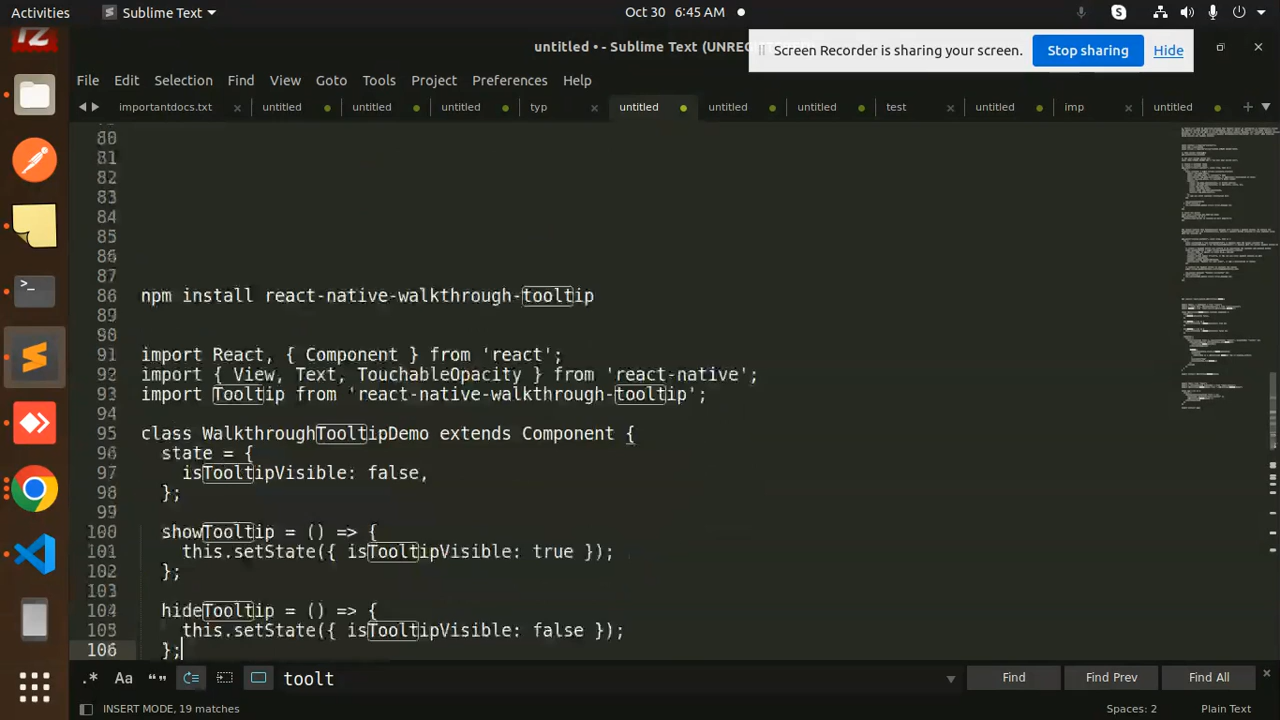 Activities
Sublime Text
Oct 30 6:45 AM
untitled • - Sublime Text (UNREG
Screen Recorder is sharing your screen.
Stop sharing
Hide
File Edit Selection Find View Goto Tools Project Preferences Help
importantdocs.txt untitled untitled untitled typ untitled untitled untitled test untitled imp untitled
80
81
82
83
84
85
86
87
88 npm install react-native-walkthrough-tooltip
89
90
91 import React, { Component } from 'react';
92 import { View, Text, TouchableOpacity } from 'react-native';
93 import Tooltip from 'react-native-walkthrough-tooltip';
94
95 class WalkthroughTooltipDemo extends Component {
96 state = {
97 isTooltipVisible: false,
98 };
99
100 showTooltip = () => {
101 this.setState({ isTooltipVisible: true });
102 };
103
104 hideTooltip = () => {
105 this.setState({ isTooltipVisible: false });
106 };
.* Aa toolt Find Find Prev Find All
INSERT MODE, 19 matches
Spaces: 2
Plain Text